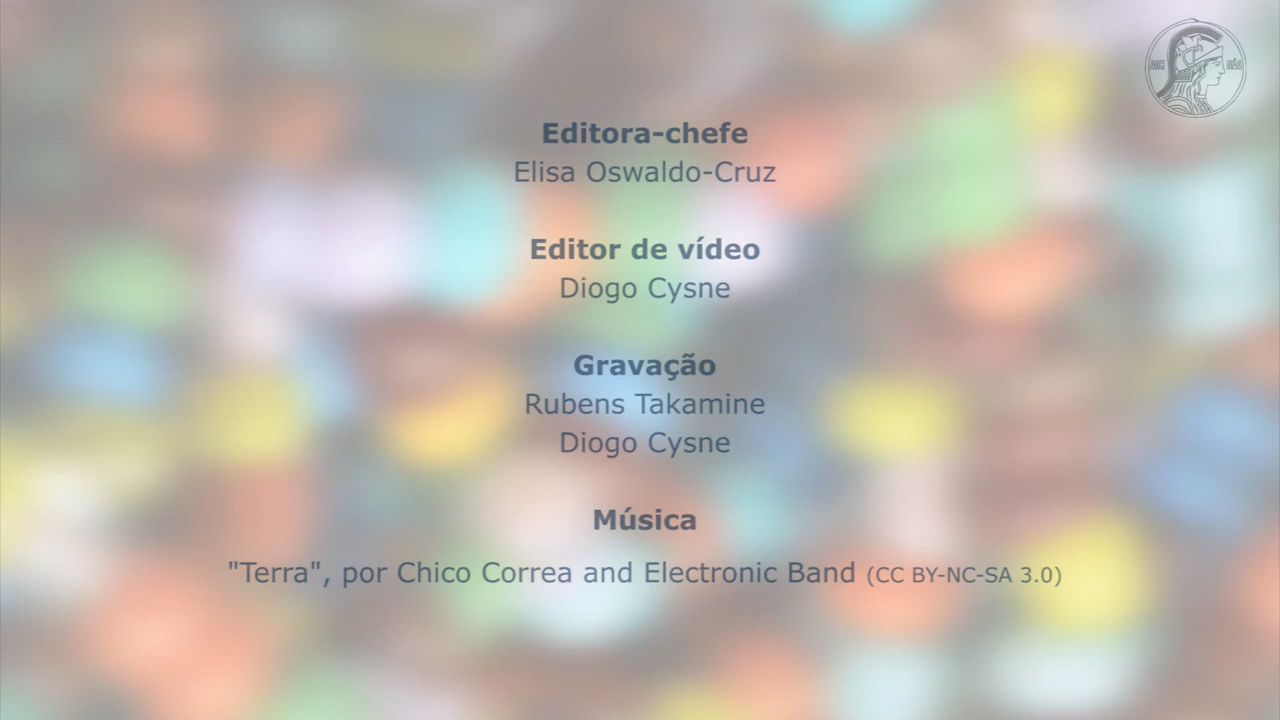 Editora-chefe
Elisa Oswaldo-Cruz
Editor de vídeo
Diogo Cysne
Gravação
Rubens Takamine
Diogo Cysne
Música
"Terra", por Chico Correa and Electronic Band (CC BY-NC-SA 3.0)